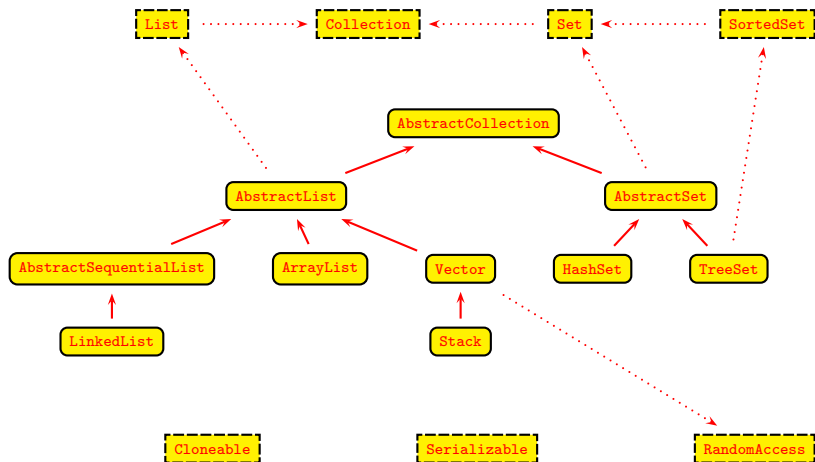 List
Collection
Set
SortedSet
AbstractCollection
AbstractList
AbstractSet
AbstractSequentialList
ArrayList
Vector
HashSet
TreeSet
LinkedList
Stack
Cloneable
Serializable
RandomAccess